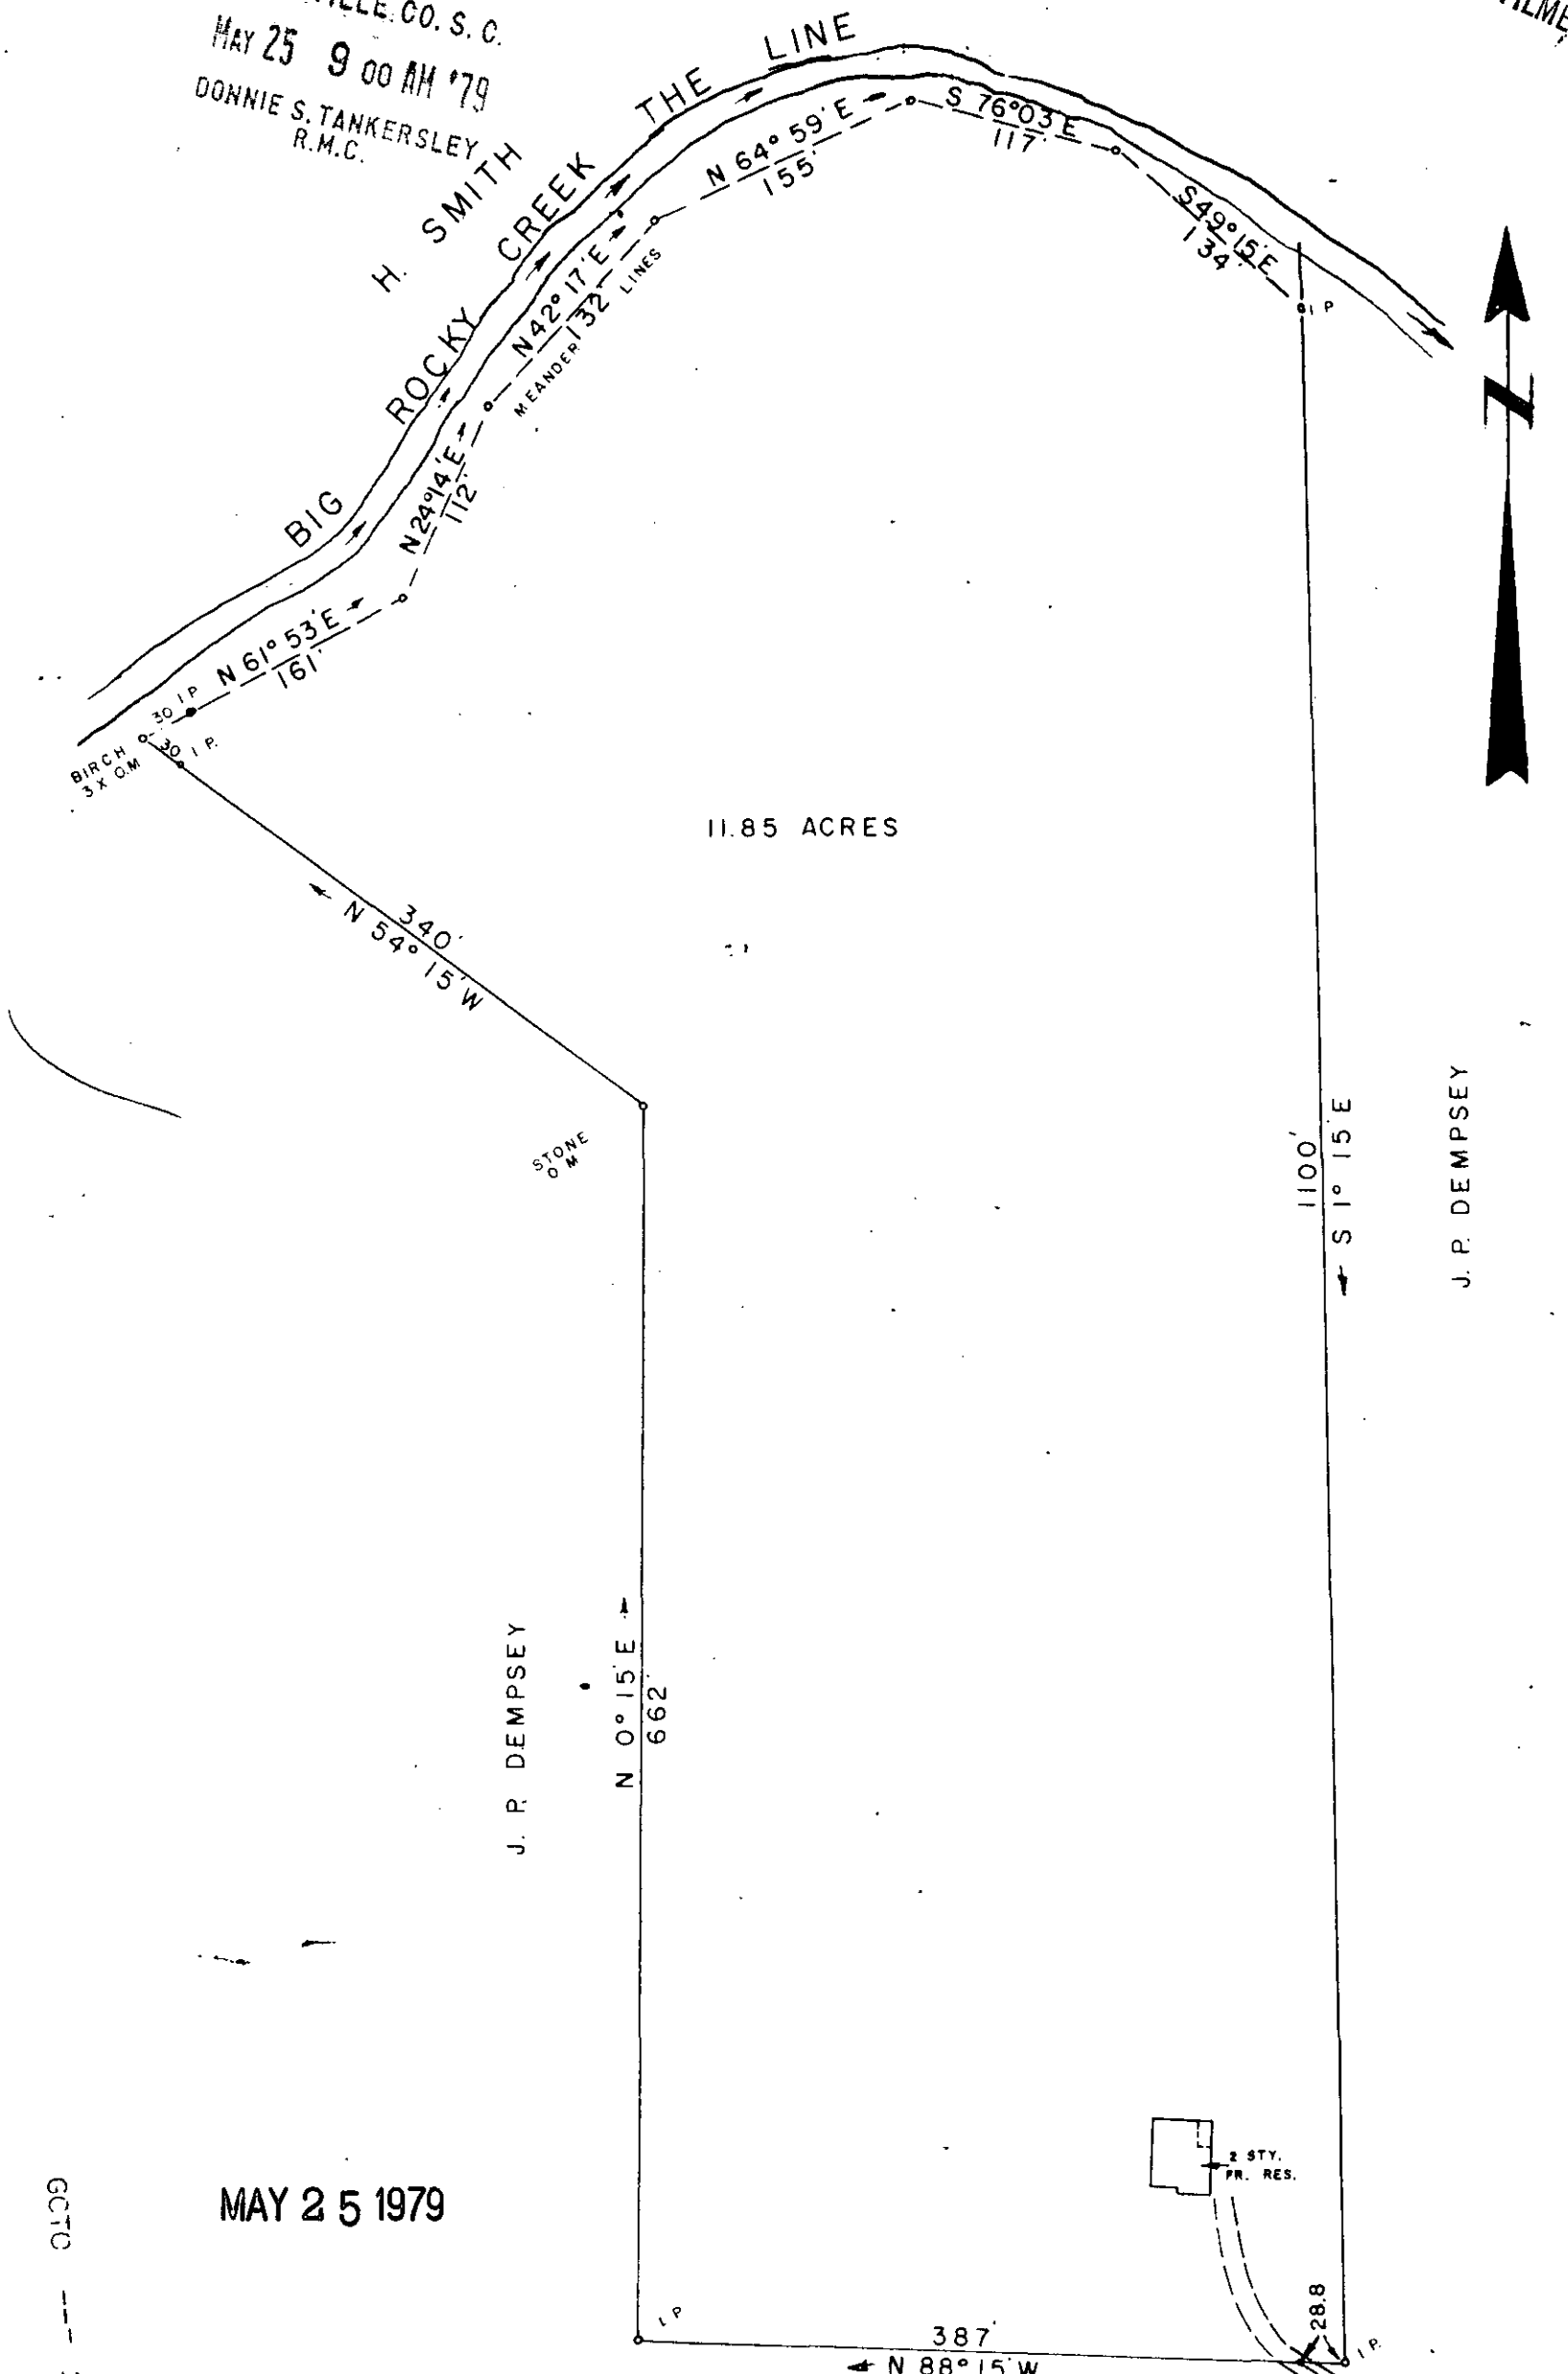 CO. S. C.
MAY 25 9 00 AM '79
DONNIE S. TANKERSLEY
R.M.C.
H. SMITH
BIG ROCKY CREEK THE LINE
N 61° 53' E
161'
N 24° 14' E
112'
N 42° 17' E
132'
MEANDER LINES
N 64° 59' E
155'
S 76° 03' E
117'
S 49° 15' E
134'
I P
30 I P
30 I P.
BIRCH
3 X O.M
N
11.85 ACRES
340'
N 54° 15' W
STONE
O M
1100'
S 1° 15' E
J. P. DEMPSEY
J. P. DEMPSEY
N 0° 15' E
662'
2 STY.
FR. RES.
MAY 25 1979
GCTO
28.8
I P
I P.
387'
N 88° 15' W